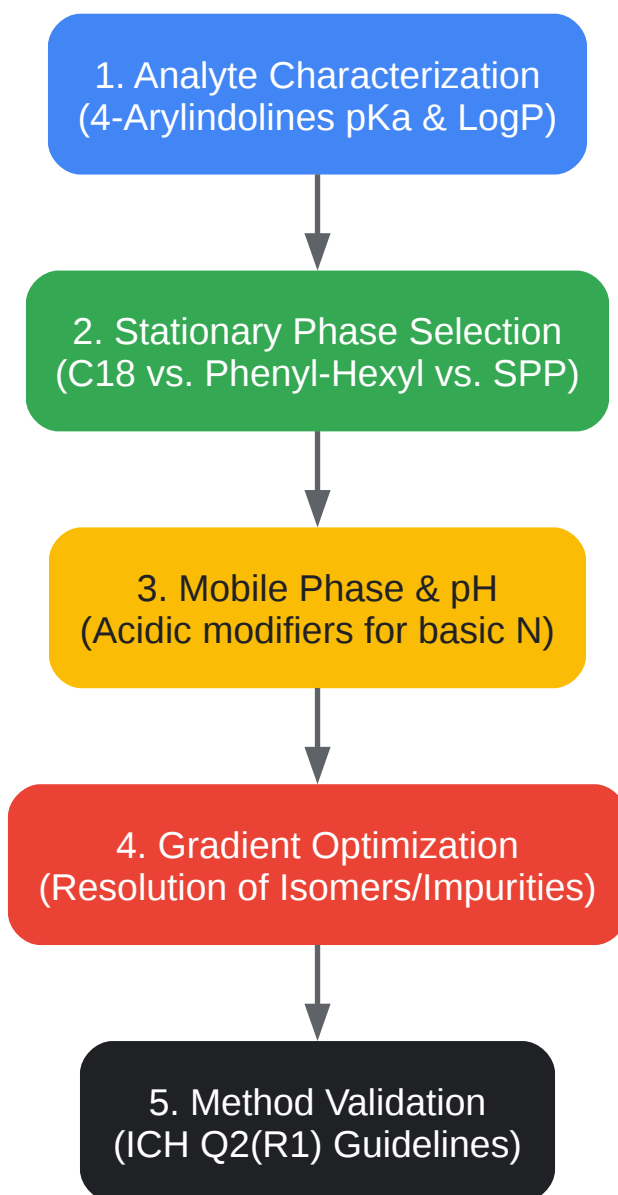 1. Analyte Characterization
(4-Arylindolines pKa & LogP)
2. Stationary Phase Selection
(C18 vs. Phenyl-Hexyl vs. SPP)
3. Mobile Phase & pH
(Acidic modifiers for basic N)
4. Gradient Optimization
(Resolution of Isomers/Impurities)
5. Method Validation
(ICH Q2(R1) Guidelines)